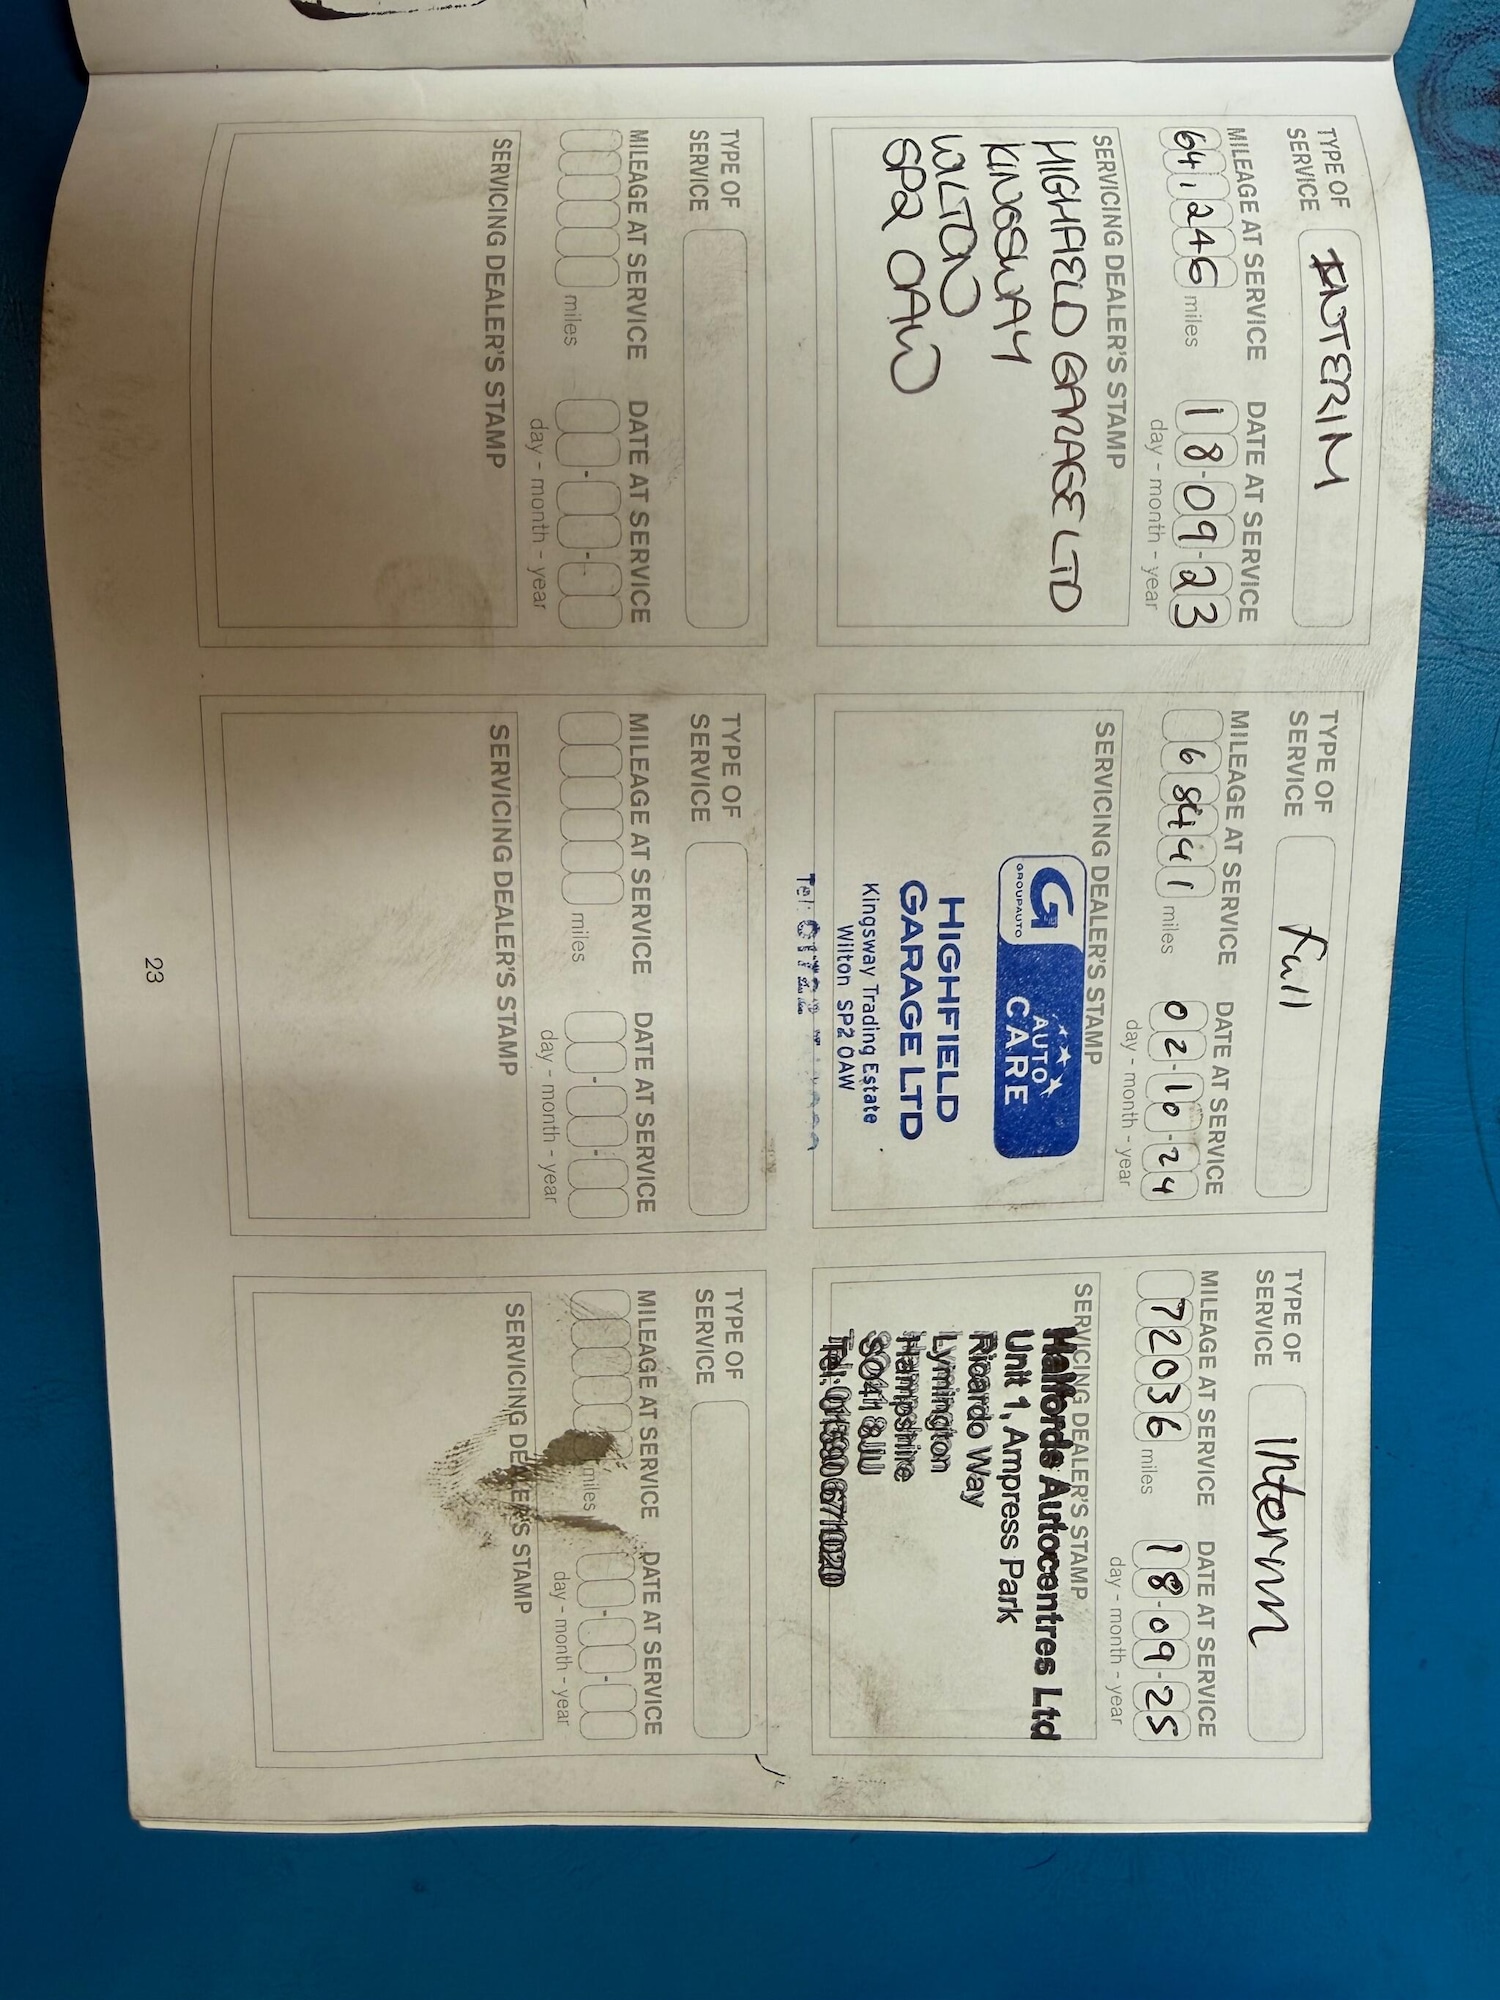 TYPE OF
SERVICE
INTERIM
MILEAGE AT SERVICE DATE AT SERVICE
64,246 miles 18-09-23
day - month - year
SERVICING DEALER'S STAMP
HIGHFIELD GARAGE LTD
KINGSWAY
WILTON
SP2 0AW
TYPE OF
SERVICE
Full
MILEAGE AT SERVICE DATE AT SERVICE
68441 miles 02-10-24
day - month - year
SERVICING DEALER'S STAMP
G
GROUPAUTO
AUTO
CARE
HIGHFIELD
GARAGE LTD
Kingsway Trading Estate
Wilton SP2 0AW
Tel:
TYPE OF
SERVICE
Interim
MILEAGE AT SERVICE DATE AT SERVICE
72036 miles 18-09-25
day - month - year
SERVICING DEALER'S STAMP
Halfords Autocentres Ltd
Unit 1, Ampress Park
Ricardo Way
Lymington
Hampshire
SO41 8JU
Tel: 01590 671020
TYPE OF
SERVICE
MILEAGE AT SERVICE DATE AT SERVICE
miles
day - month - year
SERVICING DEALER'S STAMP
TYPE OF
SERVICE
MILEAGE AT SERVICE DATE AT SERVICE
miles
day - month - year
SERVICING DEALER'S STAMP
TYPE OF
SERVICE
MILEAGE AT SERVICE DATE AT SERVICE
miles
day - month - year
SERVICING DEALER'S STAMP
23